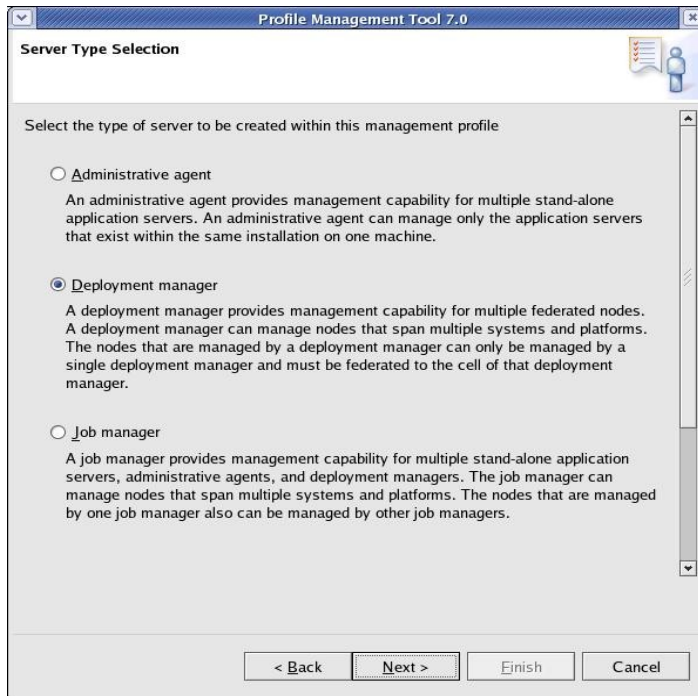 Profile Management Tool 7.0
Server Type Selection
Select the type of server to be created within this management profile
Administrative agent
An administrative agent provides management capability for multiple stand-alone
application servers. An administrative agent can manage only the application servers
that exist within the same installation on one machine.
Deployment manager
A deployment manager provides management capability for multiple federated nodes.
A deployment manager can manage nodes that span multiple systems and platforms.
The nodes that are managed by a deployment manager can only be managed by a
single deployment manager and must be federated to the cell of that deployment
manager.
Job manager
A job manager provides management capability for multiple stand-alone application
servers, administrative agents, and deployment managers. The job manager can
manage nodes that span multiple systems and platforms. The nodes that are managed
by one job manager also can be managed by other job managers.
< Back Next > Finish Cancel